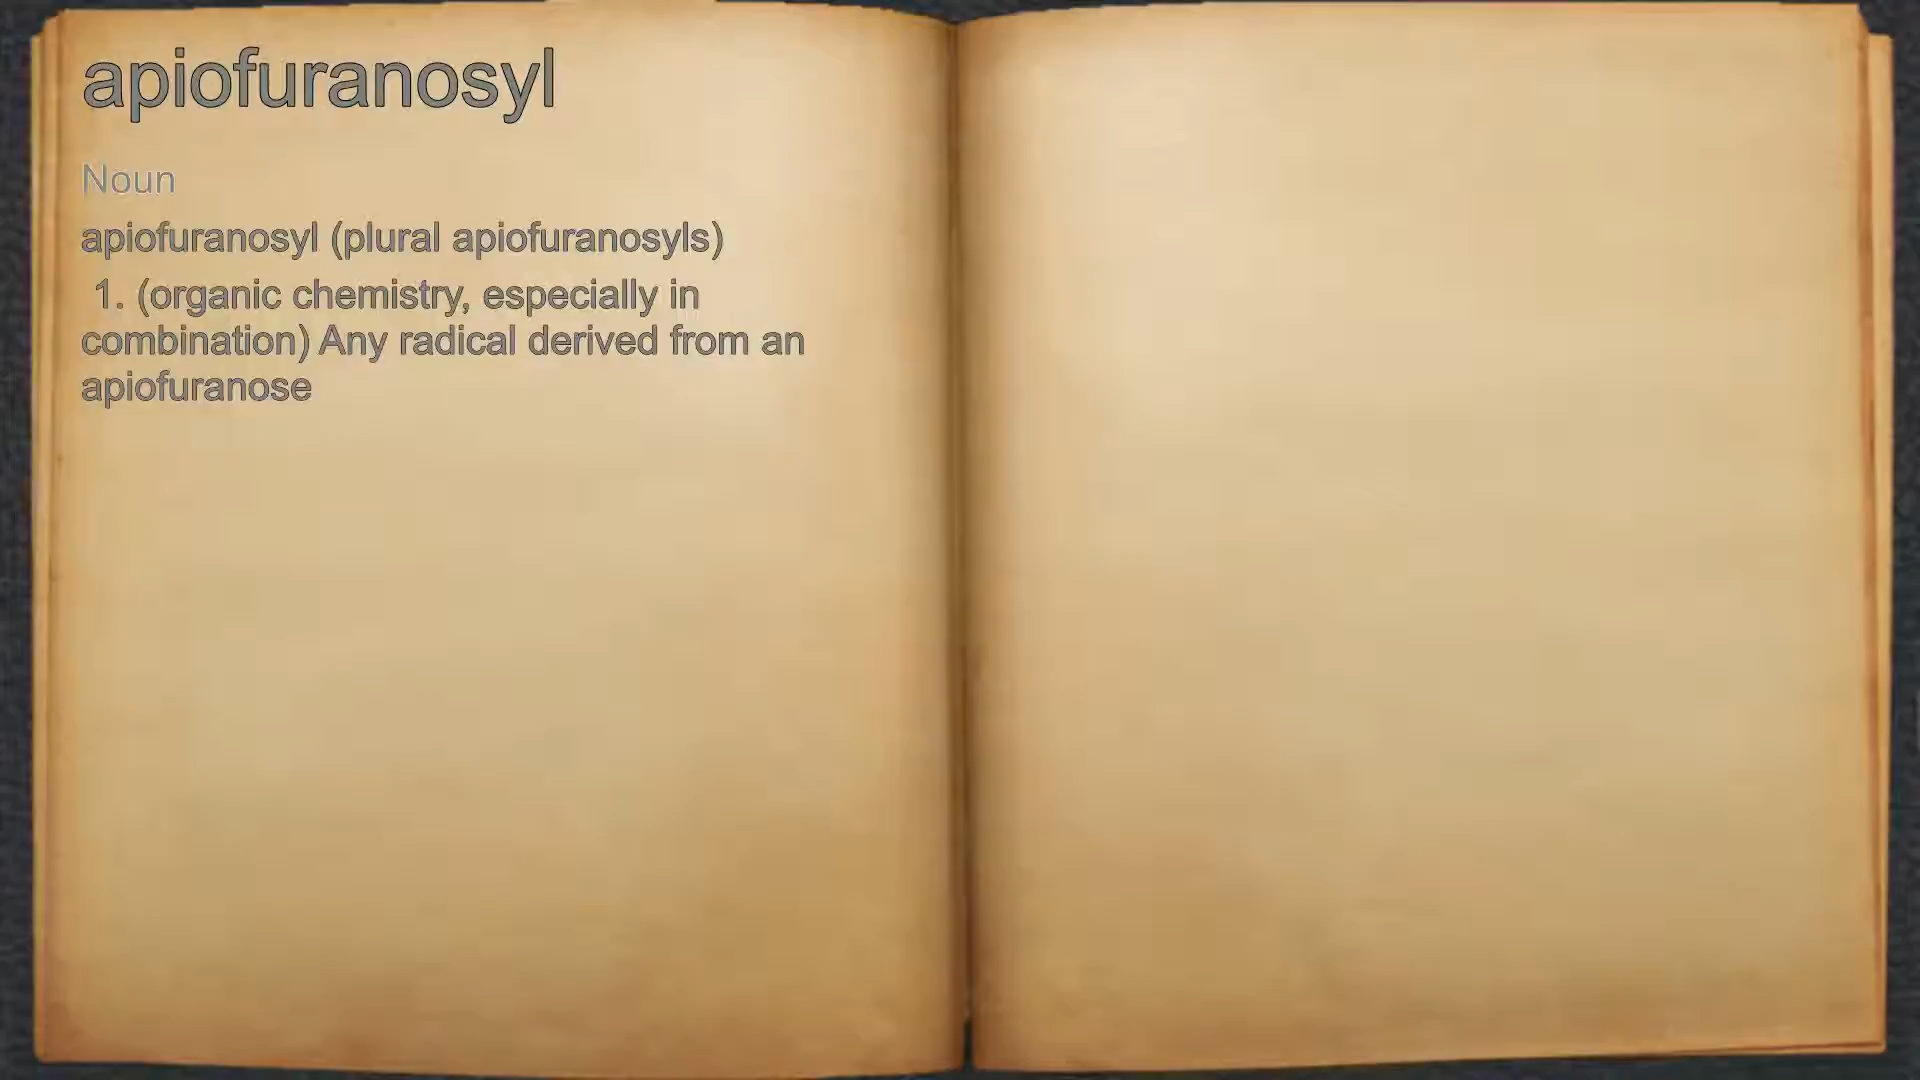 apiofuranosyl
Noun
apiofuranosyl (plural apiofuranosyls)
1. (organic chemistry, especially in
combination) Any radical derived from an
apiofuranose